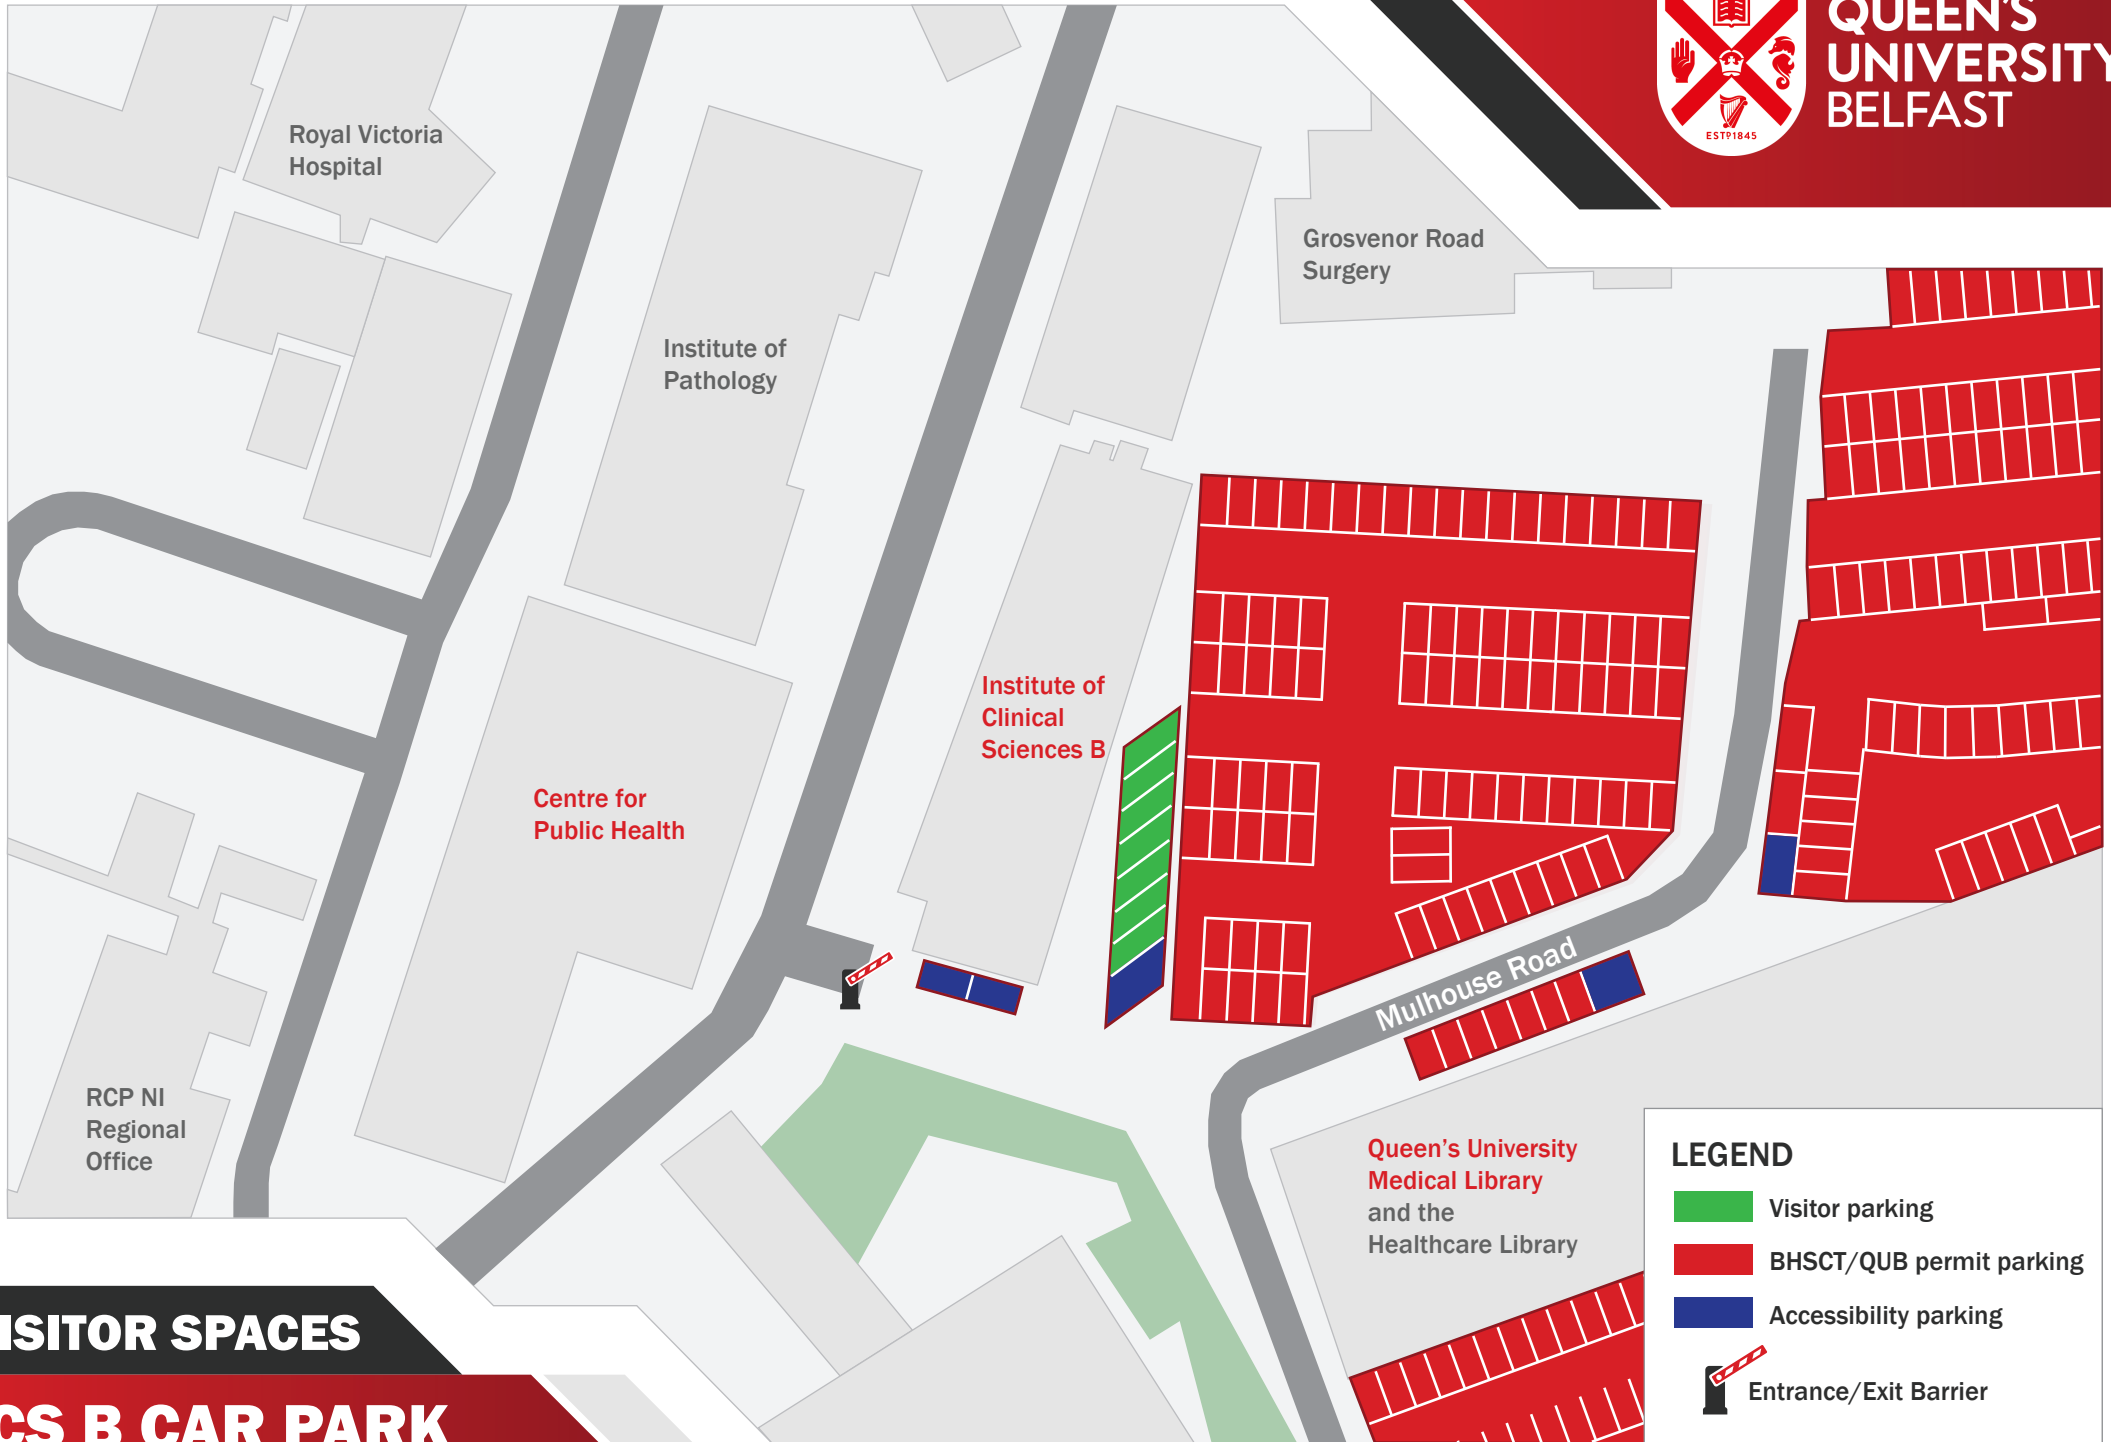 QUEEN'S
UNIVERSITY
BELFAST
ESTD1845
Royal Victoria
Hospital
Grosvenor Road
Surgery
Institute of
Pathology
Institute of
Clinical
Sciences B
Centre for
Public Health
Mulhouse Road
RCP NI
Regional
Office
Queen's University
Medical Library
and the
Healthcare Library
LEGEND
Visitor parking
BHSCT/QUB permit parking
Accessibility parking
Entrance/Exit Barrier
ISITOR SPACES
CS B CAR PARK